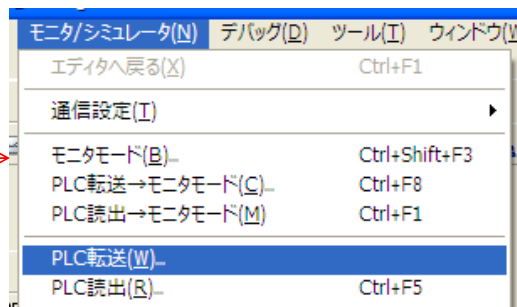 モニタ/シミュレータ(N) デバッグ(D) ツール(T) ウィンドウ(W
エディタへ戻る(X) Ctrl+F1
通信設定(T)
モニタモード(B)... Ctrl+Shift+F3
PLC転送→モニタモード(C)... Ctrl+F8
PLC読出→モニタモード(M) Ctrl+F1
PLC転送(W)...
PLC読出(R)... Ctrl+F5